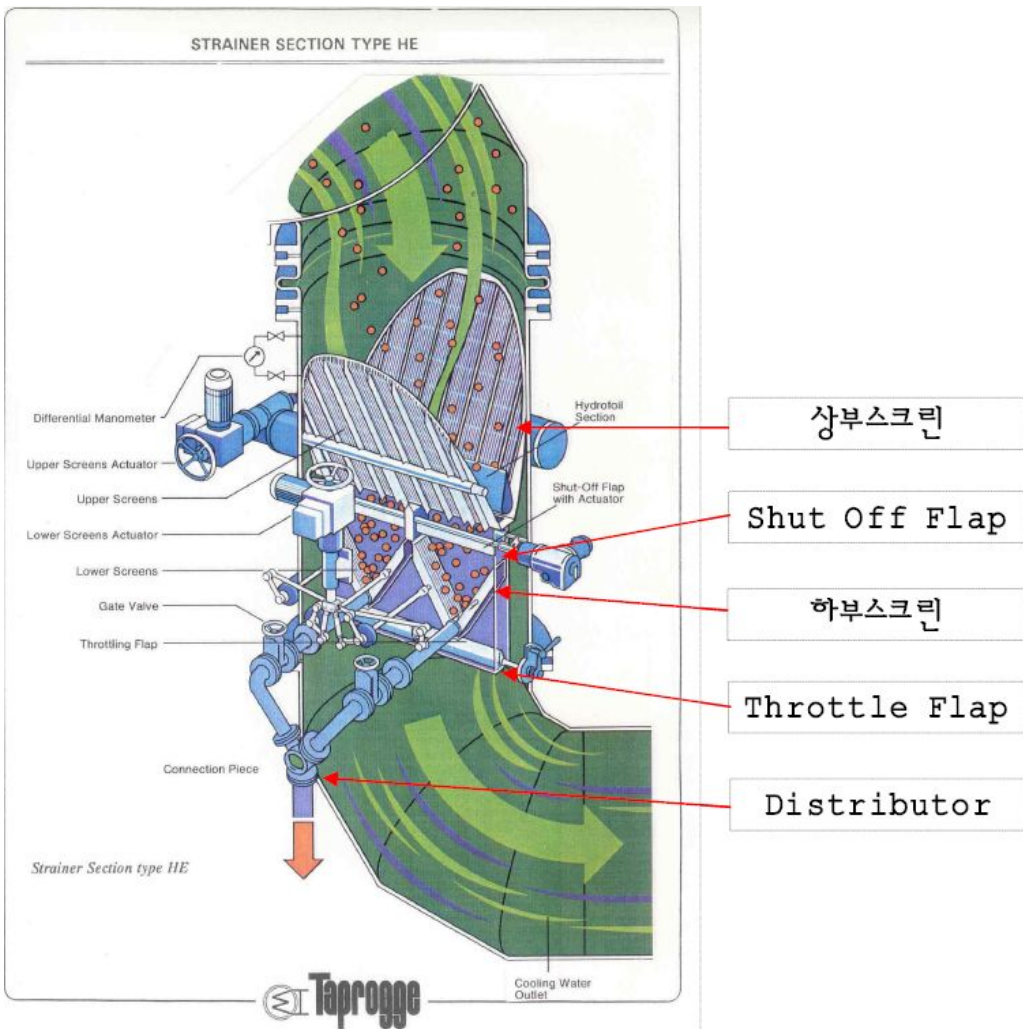 STRAINER SECTION TYPE HE
Differential Manometer
Upper Screens Actuator
Upper Screens
Lower Screens Actuator
Lower Screens
Gate Valve
Throttling Flap
Connection Piece
Strainer Section type HE
Hydrofoil
Section
Shut-Off Flap
with Actuator
Cooling Water
Outlet
Taprogge
상부스크린
Shut Off Flap
하부스크린
Throttle Flap
Distributor